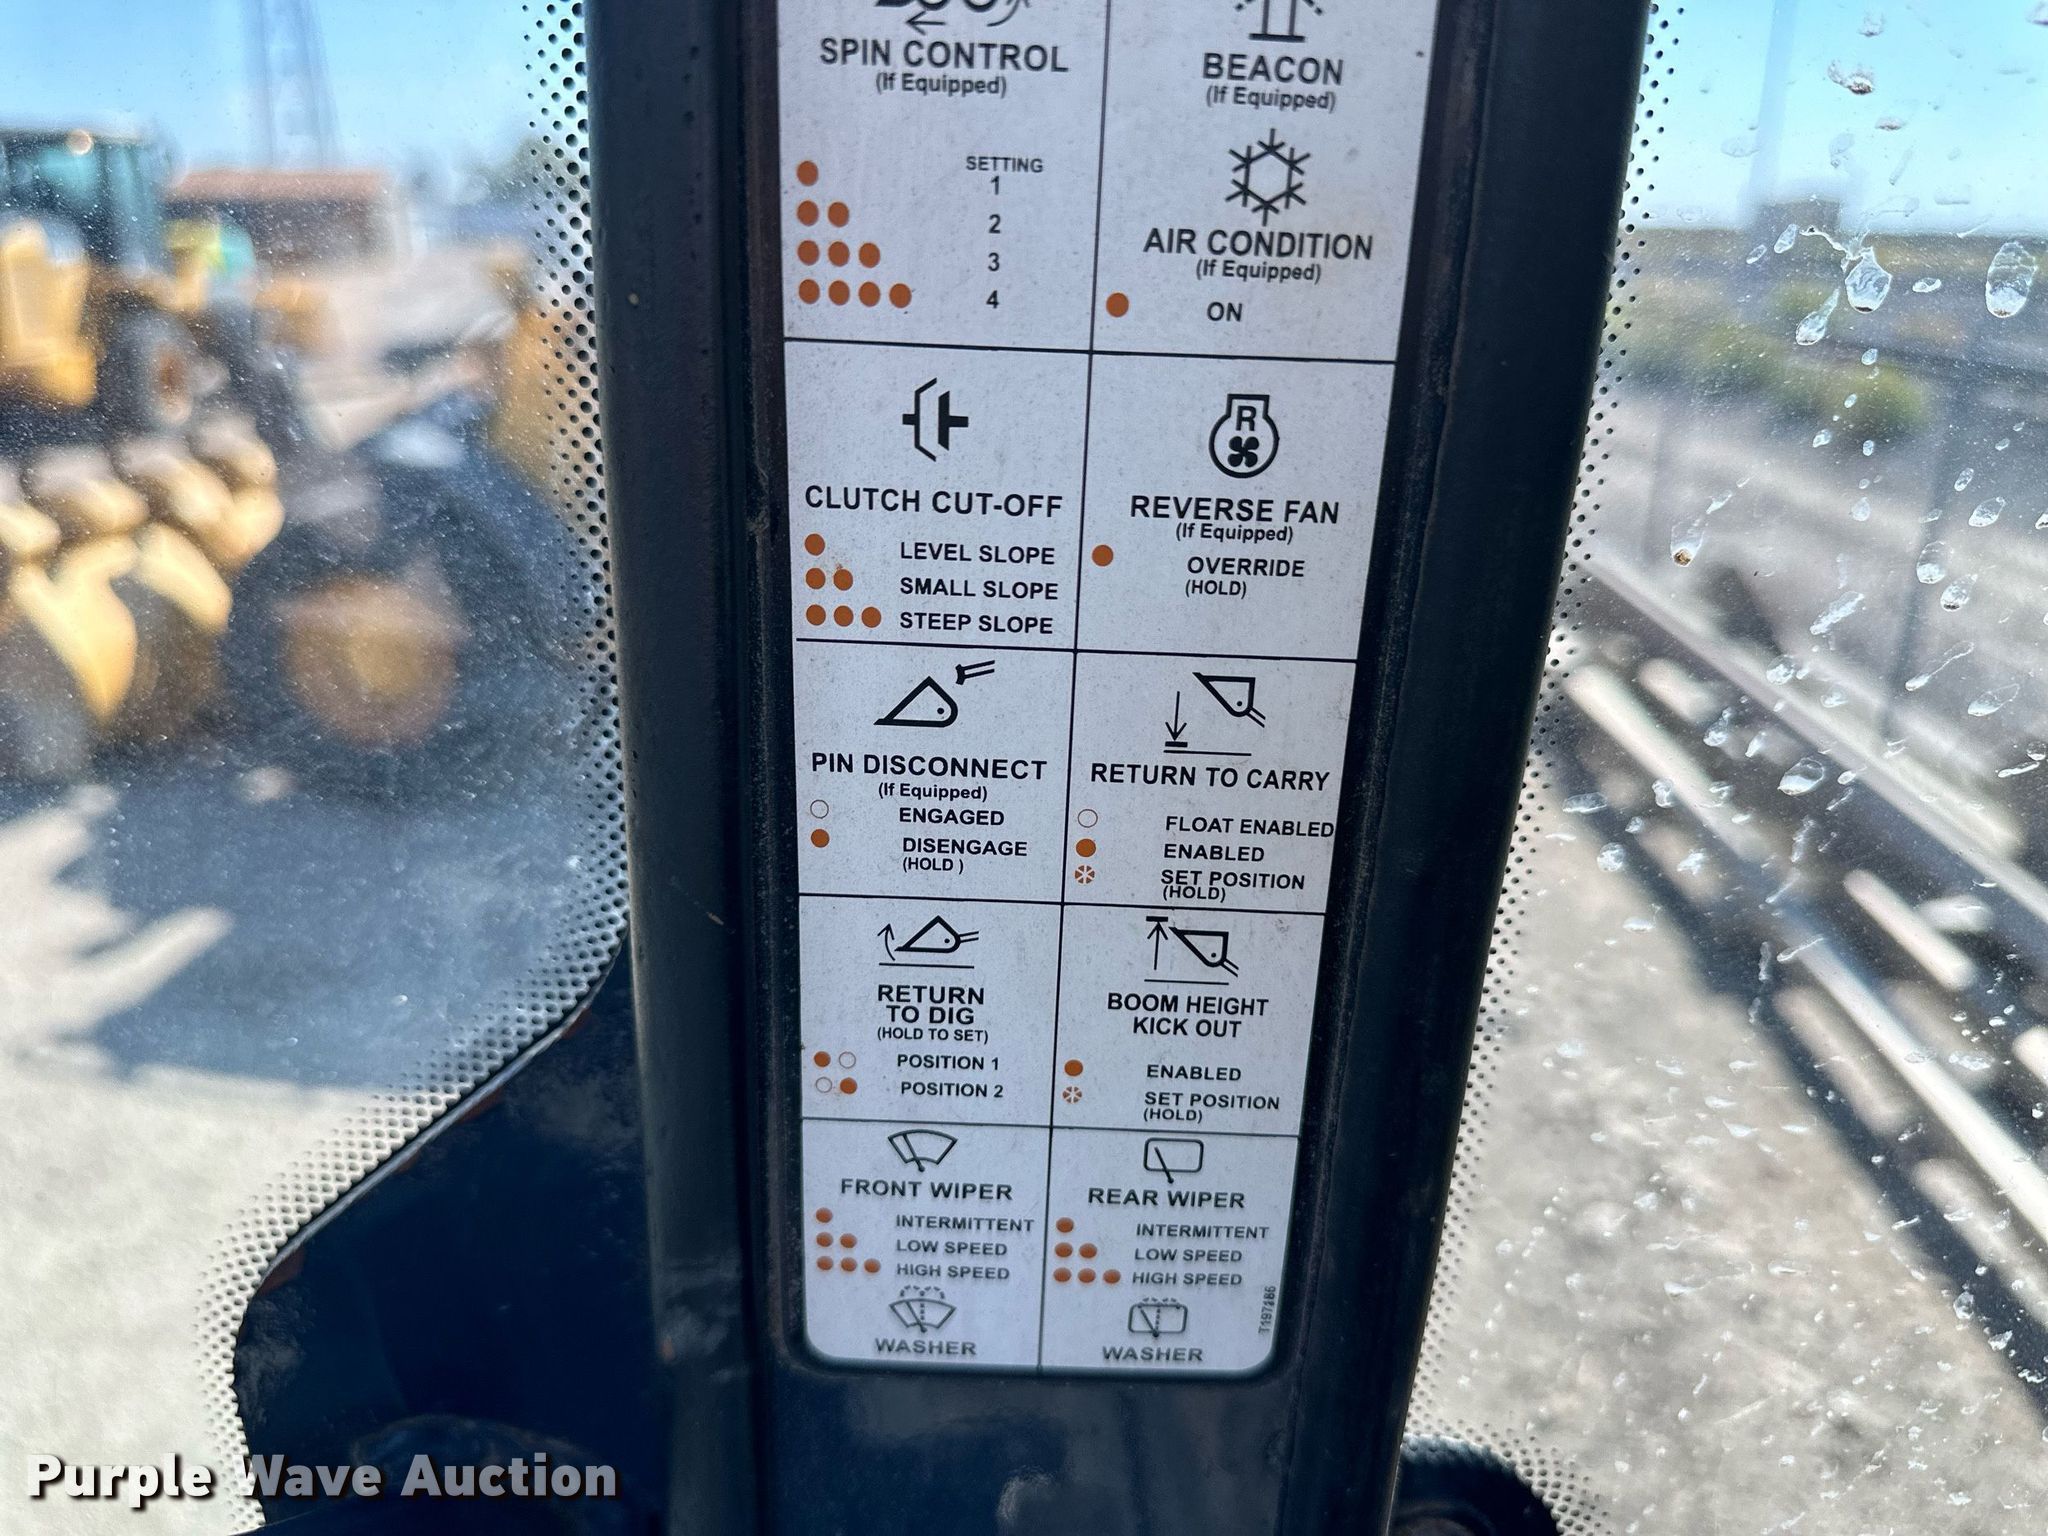 SPIN CONTROL
(If Equipped)
SETTING
1
2
3
4
BEACON
(If Equipped)
AIR CONDITION
(If Equipped)
ON
CLUTCH CUT-OFF
LEVEL SLOPE
SMALL SLOPE
STEEP SLOPE
R
REVERSE FAN
(If Equipped)
OVERRIDE
(HOLD)
PIN DISCONNECT
(If Equipped)
ENGAGED
DISENGAGE
(HOLD )
RETURN TO CARRY
FLOAT ENABLED
ENABLED
SET POSITION
(HOLD)
RETURN
TO DIG
(HOLD TO SET)
POSITION 1
POSITION 2
BOOM HEIGHT
KICK OUT
ENABLED
SET POSITION
(HOLD)
FRONT WIPER
INTERMITTENT
LOW SPEED
HIGH SPEED
WASHER
REAR WIPER
INTERMITTENT
LOW SPEED
HIGH SPEED
WASHER
T197186
Purple Wave Auction